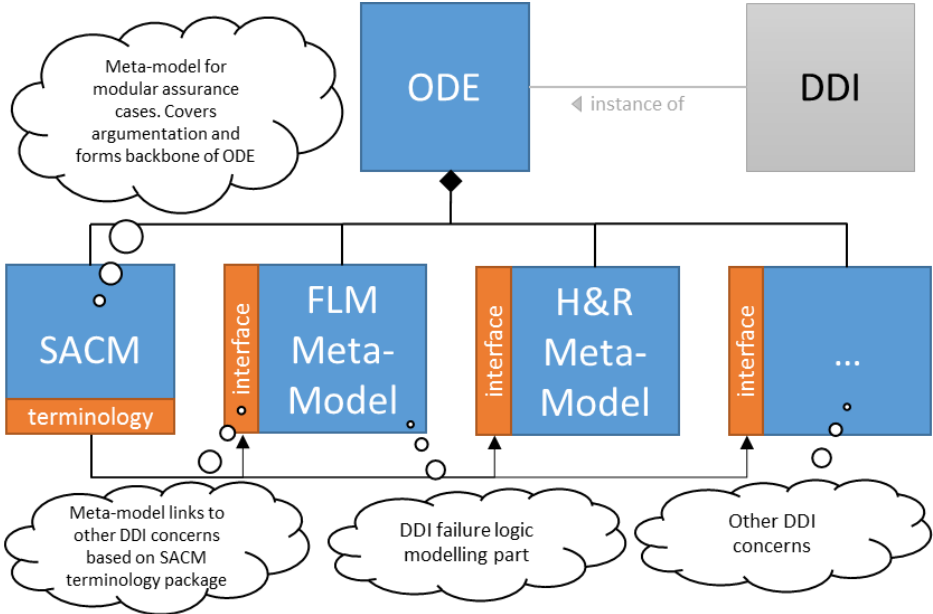 Meta-model for
modular assurance
cases. Covers
argumentation and
forms backbone of ODE
ODE
instance of
DDI
SACM
terminology
interface
FLM
Meta-
Model
interface
H&R
Meta-
Model
interface
...
Meta-model links to
other DDI concerns
based on SACM
terminology package
DDI failure logic
modelling part
Other DDI
concerns